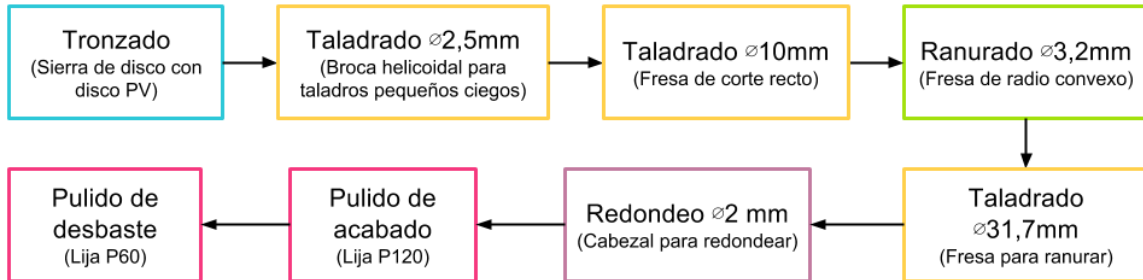 Tronzado
(Sierra de disco con
disco PV)
Taladrado ∅2,5mm
(Broca helicoidal para
taladros pequeños ciegos)
Taladrado ∅10mm
(Fresa de corte recto)
Ranurado ∅3,2mm
(Fresa de radio convexo)
Taladrado
∅31,7mm
(Fresa para ranurar)
Redondeo ∅2 mm
(Cabezal para redondear)
Pulido de
acabado
(Lija P120)
Pulido de
desbaste
(Lija P60)